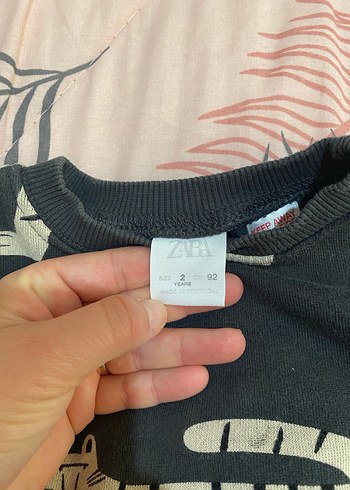 ZARA
SIZE 2 CM 92
YEARS
MADE IN PORTUGAL
KEEP AWAY